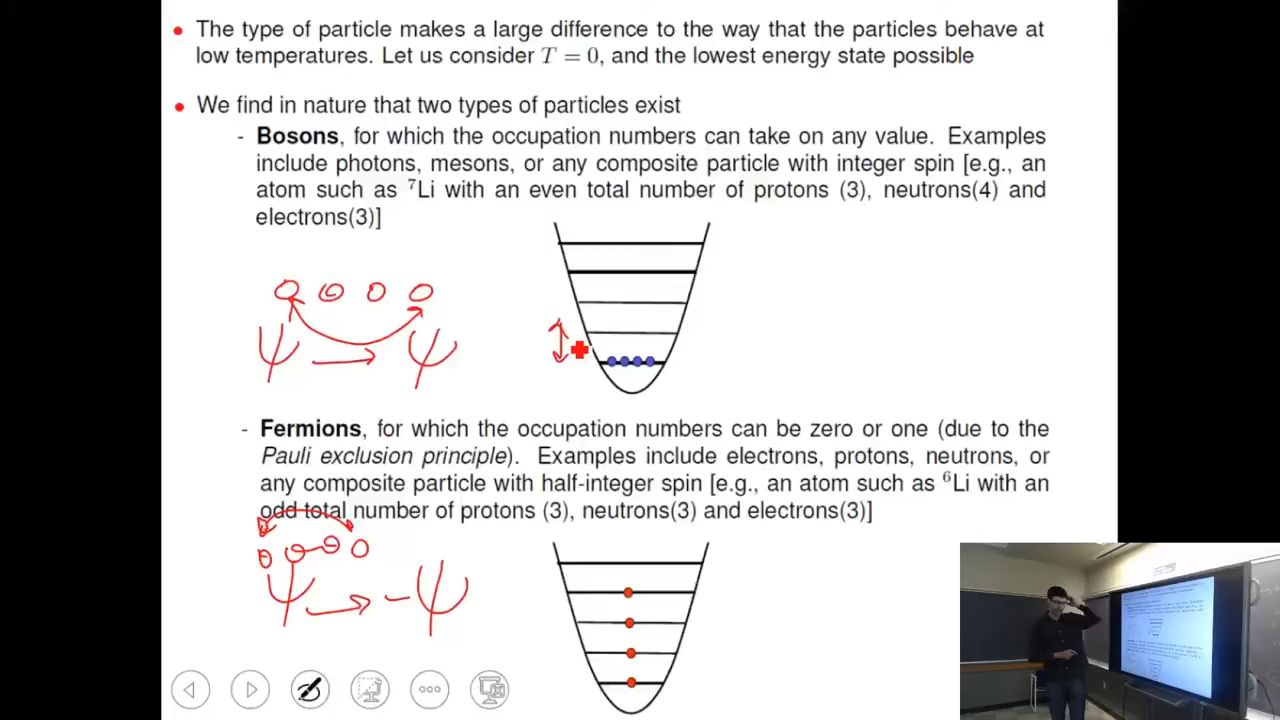 • The type of particle makes a large difference to the way that the particles behave at
low temperatures. Let us consider T = 0, and the lowest energy state possible
• We find in nature that two types of particles exist
- Bosons, for which the occupation numbers can take on any value. Examples
include photons, mesons, or any composite particle with integer spin [e.g., an
atom such as ⁷Li with an even total number of protons (3), neutrons(4) and
electrons(3)]
Ψ → Ψ
- Fermions, for which the occupation numbers can be zero or one (due to the
Pauli exclusion principle). Examples include electrons, protons, neutrons, or
any composite particle with half-integer spin [e.g., an atom such as ⁶Li with an
odd total number of protons (3), neutrons(3) and electrons(3)]
Ψ → -Ψ